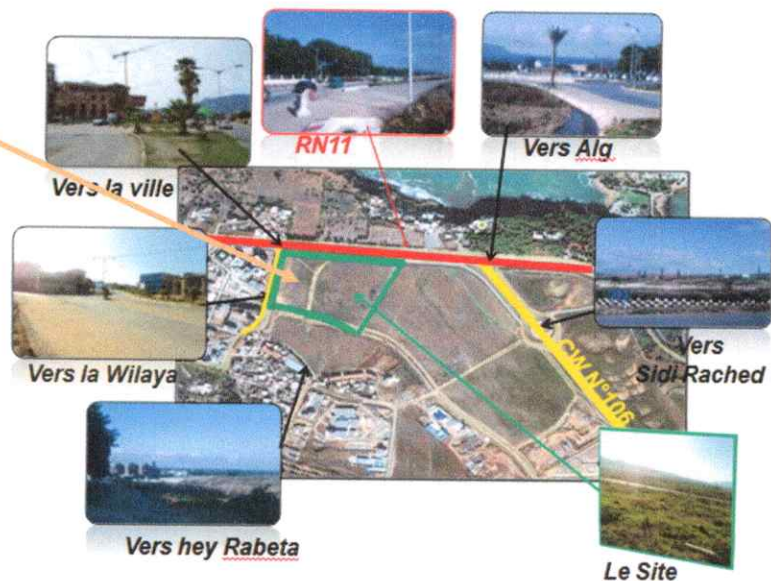 RN11
Vers la ville
Vers Alg
Vers la Wilaya
Vers
Sidi Rached
CW N°106
Vers hey Rabeta
Le Site